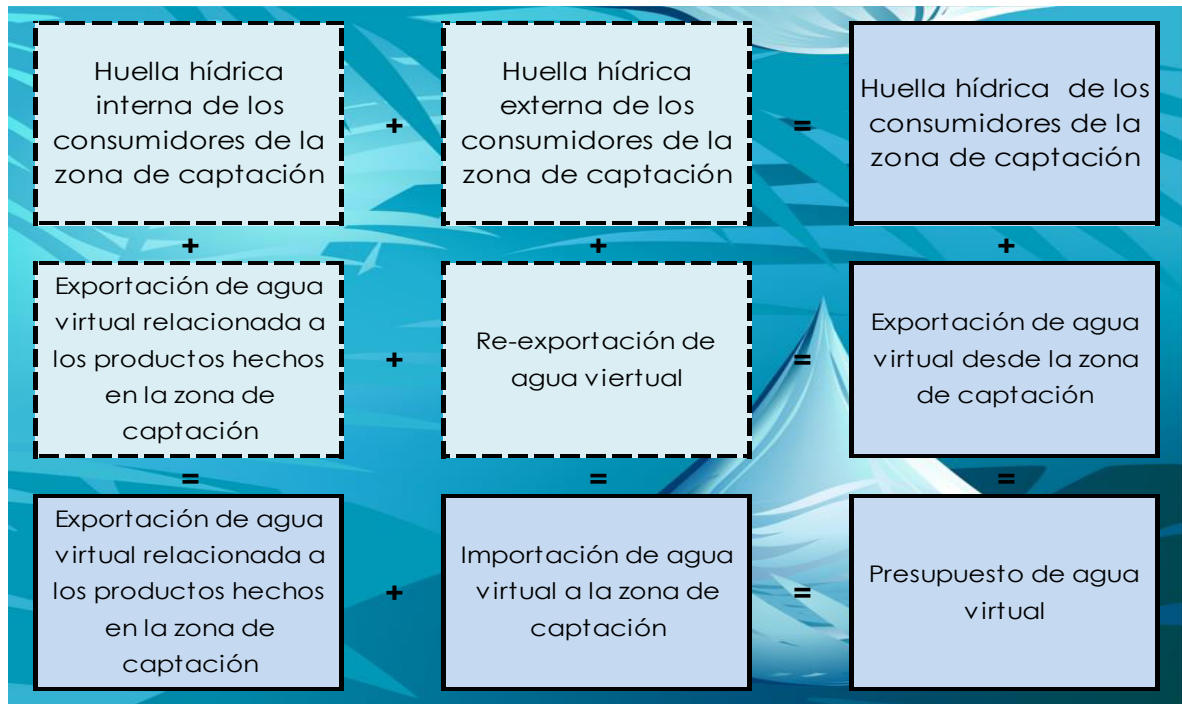 Huella hídrica
interna de los
consumidores de la
zona de captación
+
Huella hídrica
externa de los
consumidores de la
zona de captación
=
Huella hídrica  de los
consumidores de la
zona de captación
+
+
+
Exportación de agua
virtual relacionada a
los productos hechos
en la zona de
captación
+
Re-exportación de
agua viertual
=
Exportación de agua
virtual desde la zona
de captación
=
=
=
Exportación de agua
virtual relacionada a
los productos hechos
en la zona de
captación
+
Importación de agua
virtual a la zona de
captación
=
Presupuesto de agua
virtual